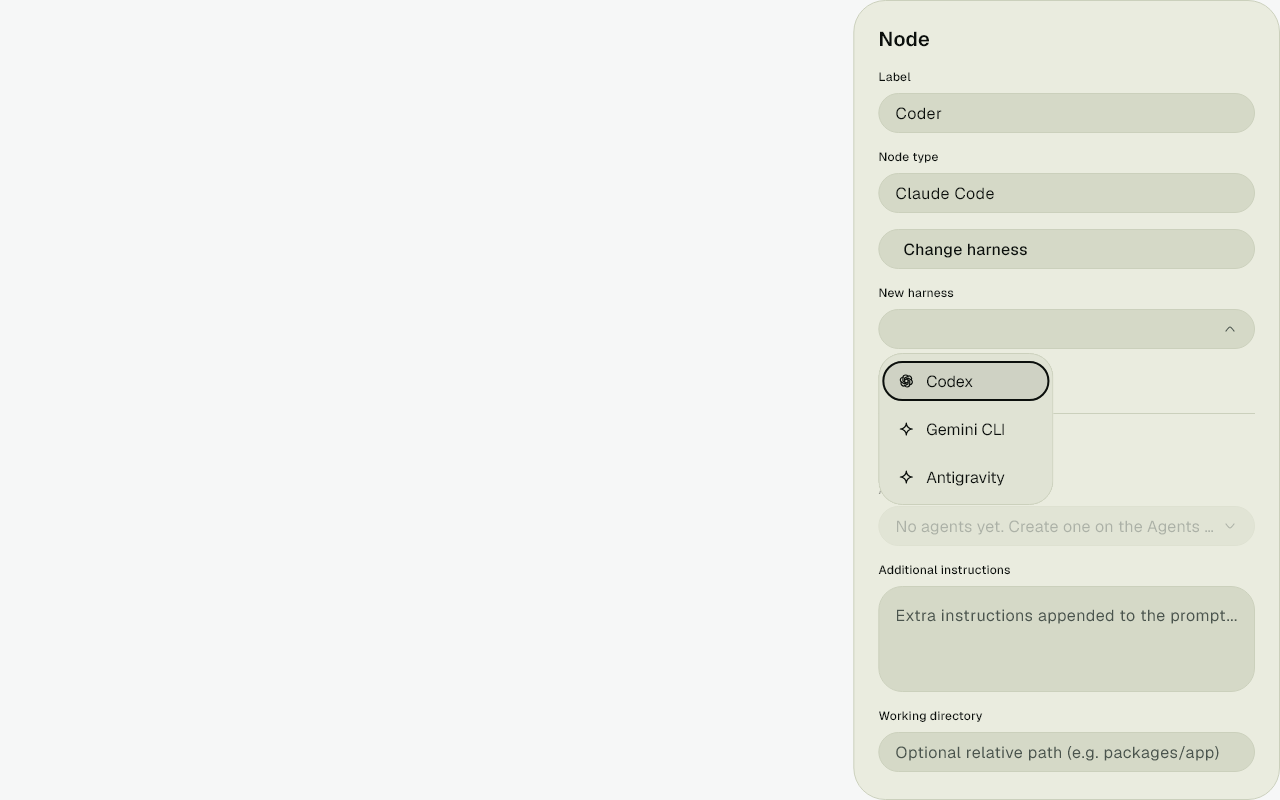 Node
Label
Coder
Node type
Claude Code
Change harness
New harness
Codex
Gemini CLI
Antigravity
No agents yet. Create one on the Agents ...
Additional instructions
Extra instructions appended to the prompt...
Working directory
Optional relative path (e.g. packages/app)